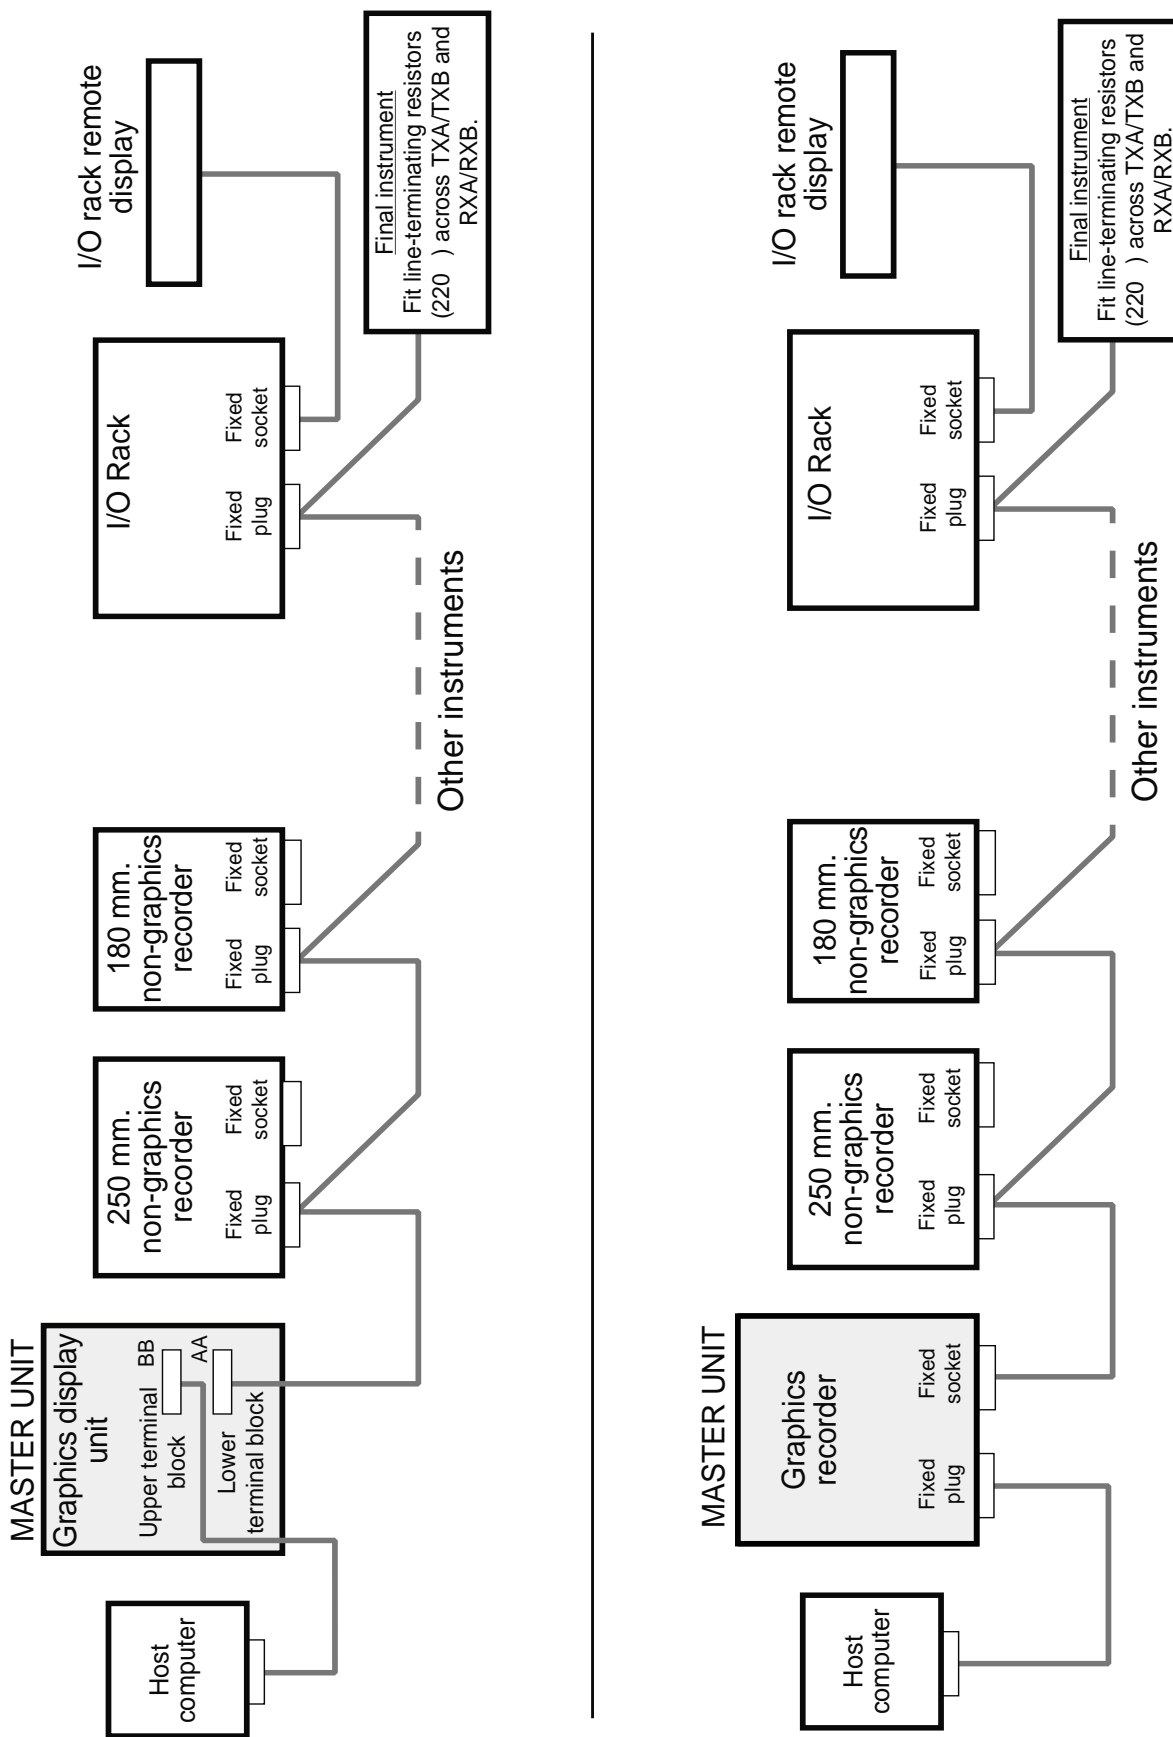 MASTER UNIT
Graphics display
unit
Upper terminal
block
BB
AA
Lower
terminal block
Host
computer
250 mm.
non-graphics
recorder
Fixed
plug
Fixed
socket
180 mm.
non-graphics
recorder
Fixed
plug
Fixed
socket
Other instruments
I/O Rack
Fixed
plug
Fixed
socket
I/O rack remote
display
Final instrument
Fit line-terminating resistors
(220 ) across TXA/TXB and
RXA/RXB.
MASTER UNIT
Graphics
recorder
Fixed
plug
Fixed
socket
Host
computer
250 mm.
non-graphics
recorder
Fixed
plug
Fixed
socket
180 mm.
non-graphics
recorder
Fixed
plug
Fixed
socket
Other instruments
I/O Rack
Fixed
plug
Fixed
socket
I/O rack remote
display
Final instrument
Fit line-terminating resistors
(220 ) across TXA/TXB and
RXA/RXB.